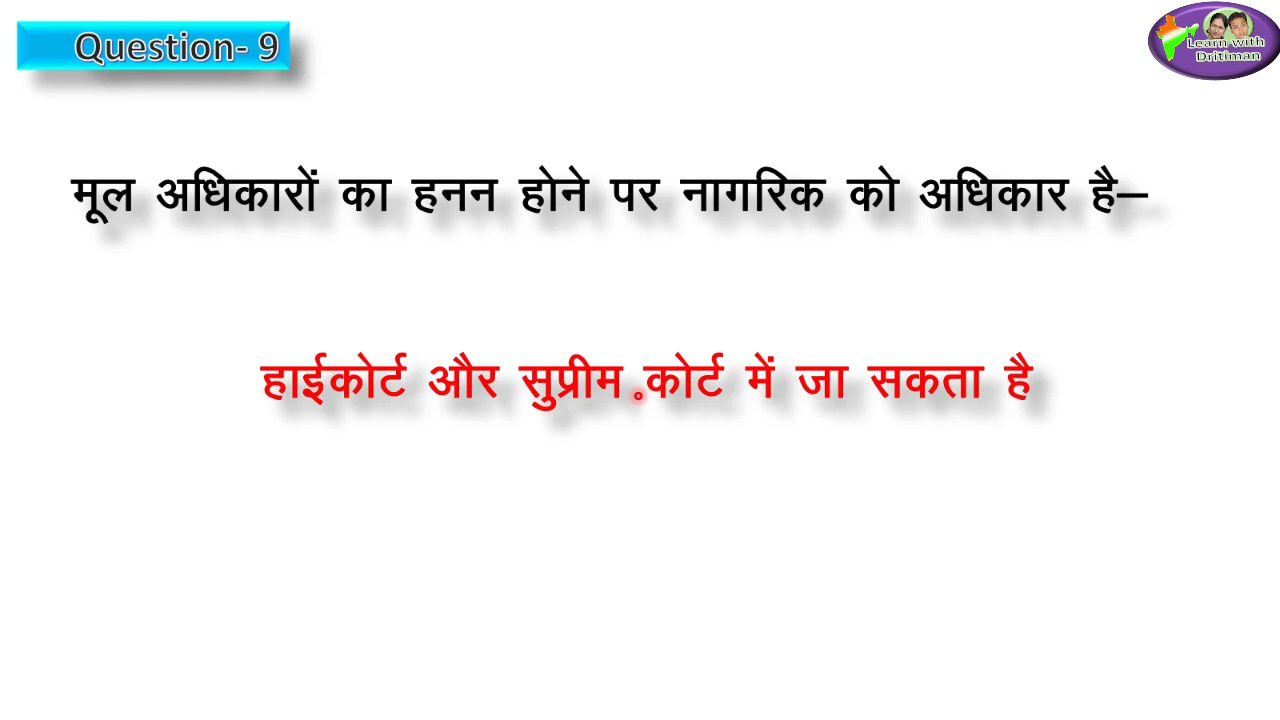 Question- 9
Learn with
Dritiman
मूल अधिकारों का हनन होने पर नागरिक को अधिकार है–
हाईकोर्ट और सुप्रीम कोर्ट में जा सकता है